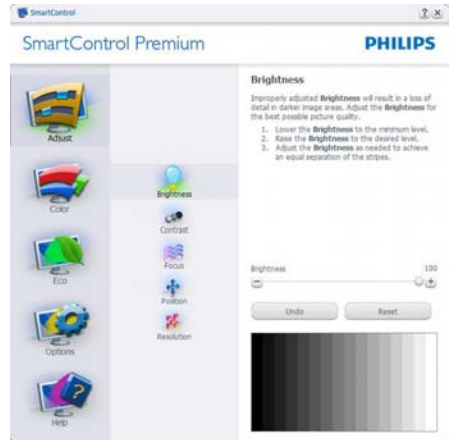 SmartControl
SmartControl Premium
PHILIPS
Adjust
Color
Eco
Options
Help
Brightness
Contrast
Focus
Position
Resolution
Brightness
Improperly adjusted Brightness will result in a loss of
detail in darker image areas. Adjust the Brightness for
the best possible picture quality.
1. Lower the Brightness to the minimum level.
2. Raise the Brightness to the desired level.
3. Adjust the Brightness as needed to achieve
an equal separation of the stripes.
Brightness 100
Undo Reset